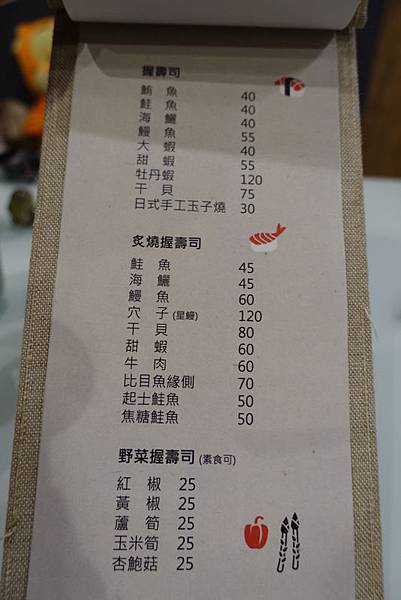 握壽司
鮪魚 40
鮭魚 40
海鱺 40
鰻魚 55
大蝦 40
甜蝦 55
牡丹蝦 120
干貝 75
日式手工玉子燒 30
炙燒握壽司
鮭魚 45
海鱺 45
鰻魚 60
穴子(星鰻) 120
干貝 80
甜蝦 60
牛肉 60
比目魚緣側 70
起士鮭魚 50
焦糖鮭魚 50
野菜握壽司(素食可)
紅椒 25
黃椒 25
蘆筍 25
玉米筍 25
杏鮑菇 25